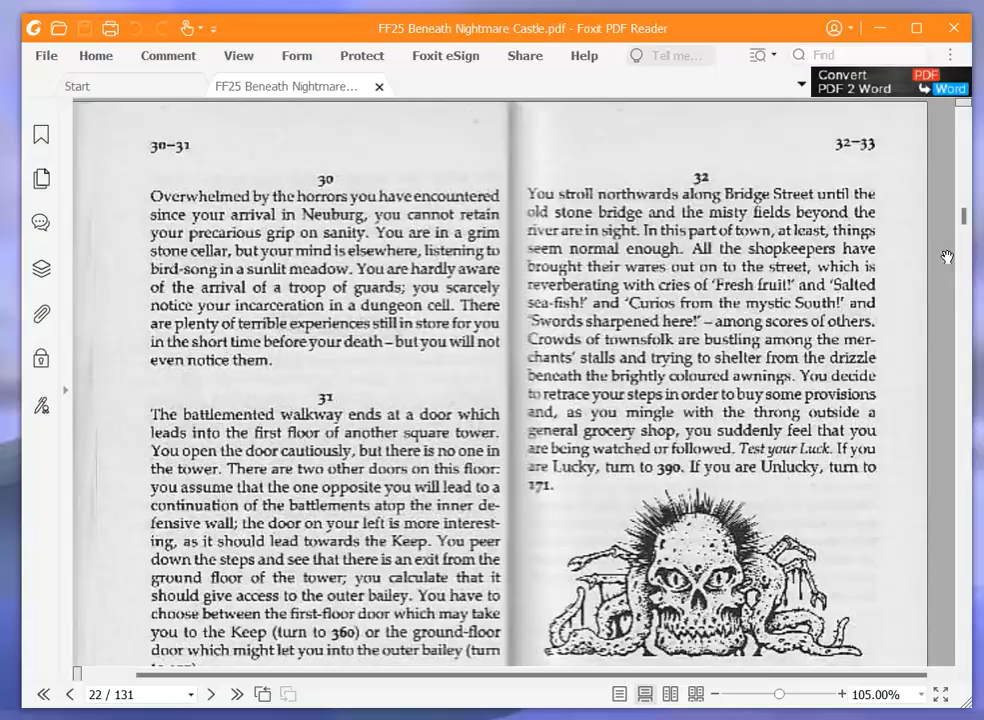 FF25 Beneath Nightmare Castle.pdf - Foxit PDF Reader
File Home Comment View Form Protect Foxit eSign Share Help Tell me... Find
Start FF25 Beneath Nightmare... Convert PDF 2 Word PDF Word
30–31
30
Overwhelmed by the horrors you have encountered
since your arrival in Neuburg, you cannot retain
your precarious grip on sanity. You are in a grim
stone cellar, but your mind is elsewhere, listening to
bird-song in a sunlit meadow. You are hardly aware
of the arrival of a troop of guards; you scarcely
notice your incarceration in a dungeon cell. There
are plenty of terrible experiences still in store for you
in the short time before your death – but you will not
even notice them.
31
The battlemented walkway ends at a door which
leads into the first floor of another square tower.
You open the door cautiously, but there is no one in
the tower. There are two other doors on this floor:
you assume that the one opposite you will lead to a
continuation of the battlements atop the inner de-
fensive wall; the door on your left is more interest-
ing, as it should lead towards the Keep. You peer
down the steps and see that there is an exit from the
ground floor of the tower; you calculate that it
should give access to the outer bailey. You have to
choose between the first-floor door which may take
you to the Keep (turn to 360) or the ground-floor
door which might let you into the outer bailey (turn
32–33
32
You stroll northwards along Bridge Street until the
old stone bridge and the misty fields beyond the
river are in sight. In this part of town, at least, things
seem normal enough. All the shopkeepers have
brought their wares out on to the street, which is
reverberating with cries of 'Fresh fruit!' and 'Salted
sea-fish!' and 'Curios from the mystic South!' and
'Swords sharpened here!' – among scores of others.
Crowds of townsfolk are bustling among the mer-
chants' stalls and trying to shelter from the drizzle
beneath the brightly coloured awnings. You decide
to retrace your steps in order to buy some provisions
and, as you mingle with the throng outside a
general grocery shop, you suddenly feel that you
are being watched or followed. Test your Luck. If you
are Lucky, turn to 390. If you are Unlucky, turn to
171.
22 / 131 105.00%